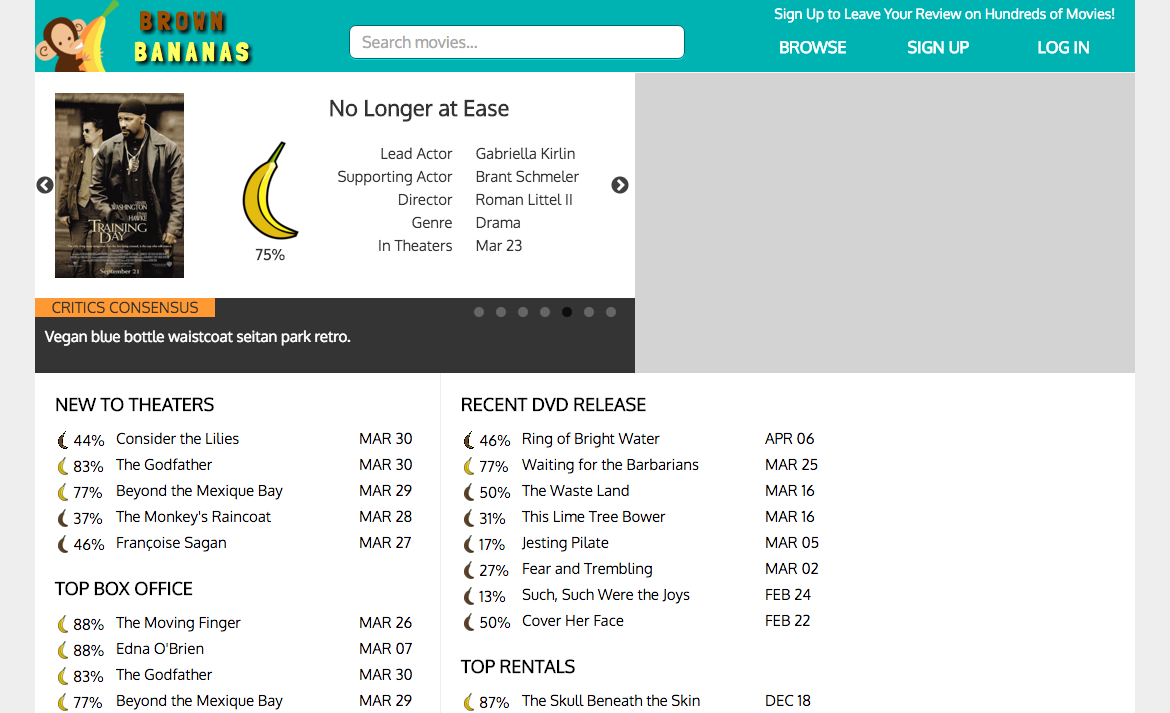 BROWN
BANANAS
Search movies...
Sign Up to Leave Your Review on Hundreds of Movies!
BROWSE SIGN UP LOG IN
WASHINGTON
HAWKE
TRAINING
DAY
September 21
No Longer at Ease
75%
Lead Actor Gabriella Kirlin
Supporting Actor Brant Schmeler
Director Roman Littel II
Genre Drama
In Theaters Mar 23
CRITICS CONSENSUS
Vegan blue bottle waistcoat seitan park retro.
NEW TO THEATERS
44% Consider the Lilies MAR 30
83% The Godfather MAR 30
77% Beyond the Mexique Bay MAR 29
37% The Monkey's Raincoat MAR 28
46% Françoise Sagan MAR 27
TOP BOX OFFICE
88% The Moving Finger MAR 26
88% Edna O'Brien MAR 07
83% The Godfather MAR 30
77% Beyond the Mexique Bay MAR 29
RECENT DVD RELEASE
46% Ring of Bright Water APR 06
77% Waiting for the Barbarians MAR 25
50% The Waste Land MAR 16
31% This Lime Tree Bower MAR 16
17% Jesting Pilate MAR 05
27% Fear and Trembling MAR 02
13% Such, Such Were the Joys FEB 24
50% Cover Her Face FEB 22
TOP RENTALS
87% The Skull Beneath the Skin DEC 18